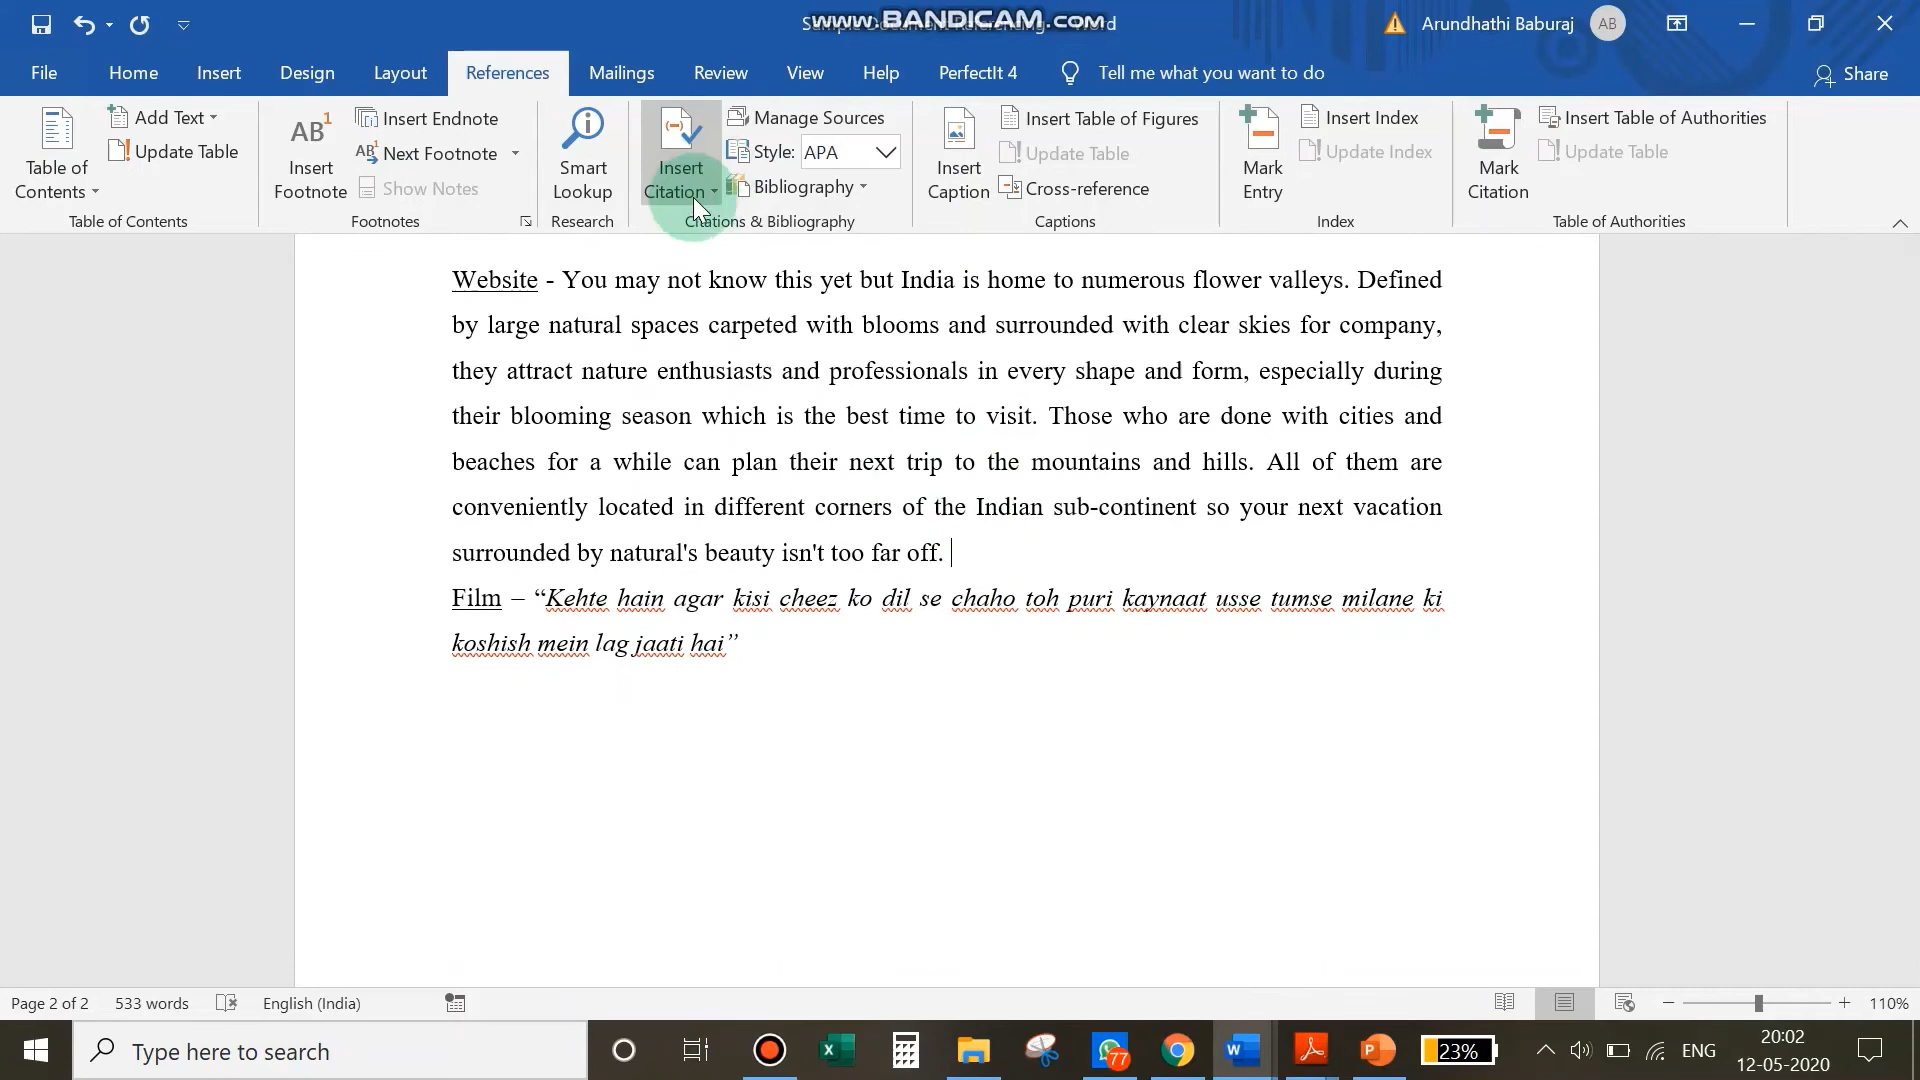 www.BANDICAM.com
Arundhathi Baburaj
AB
File
Home
Insert
Design
Layout
References
Mailings
Review
View
Help
PerfectIt 4
Tell me what you want to do
Share
Table of
Contents
Add Text
Update Table
Table of Contents
AB1
Insert
Footnote
Insert Endnote
Next Footnote
Show Notes
Footnotes
Smart
Lookup
Research
Insert
Citation
Manage Sources
Style: APA
Bibliography
Citations & Bibliography
Insert
Caption
Insert Table of Figures
Update Table
Cross-reference
Captions
Mark
Entry
Insert Index
Update Index
Index
Mark
Citation
Insert Table of Authorities
Update Table
Table of Authorities
Website - You may not know this yet but India is home to numerous flower valleys. Defined
by large natural spaces carpeted with blooms and surrounded with clear skies for company,
they attract nature enthusiasts and professionals in every shape and form, especially during
their blooming season which is the best time to visit. Those who are done with cities and
beaches for a while can plan their next trip to the mountains and hills. All of them are
conveniently located in different corners of the Indian sub-continent so your next vacation
surrounded by natural's beauty isn't too far off.
Film – “Kehte hain agar kisi cheez ko dil se chaho toh puri kaynaat usse tumse milane ki
koshish mein lag jaati hai”
Page 2 of 2
533 words
English (India)
110%
Type here to search
77
23%
ENG
20:02
12-05-2020